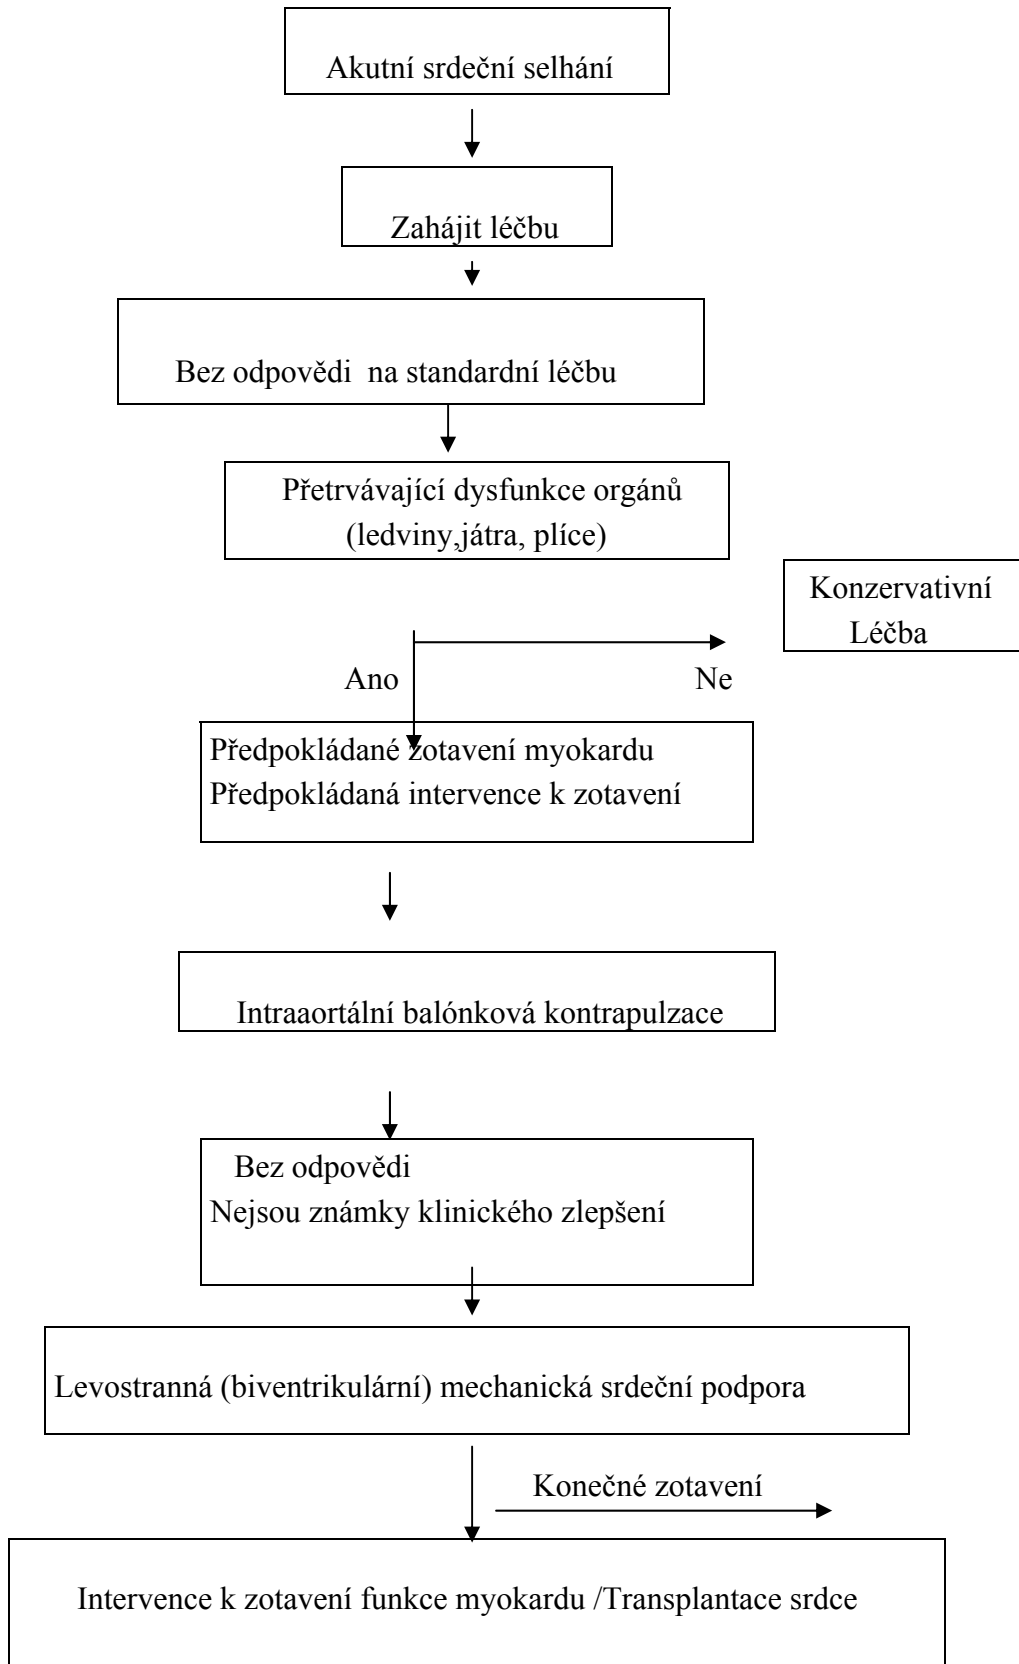 Akutní srdeční selhání
Zahájit léčbu
Bez odpovědi na standardní léčbu
Přetrvávající dysfunkce orgánů
(ledviny,játra, plíce)
Konzervativní
Léčba
Ano
Ne
Předpokládané zotavení myokardu
Předpokládaná intervence k zotavení
Intraaortální balónková kontrapulzace
Bez odpovědi
Nejsou známky klinického zlepšení
Levostranná (biventrikulární) mechanická srdeční podpora
Konečné zotavení
Intervence k zotavení funkce myokardu /Transplantace srdce